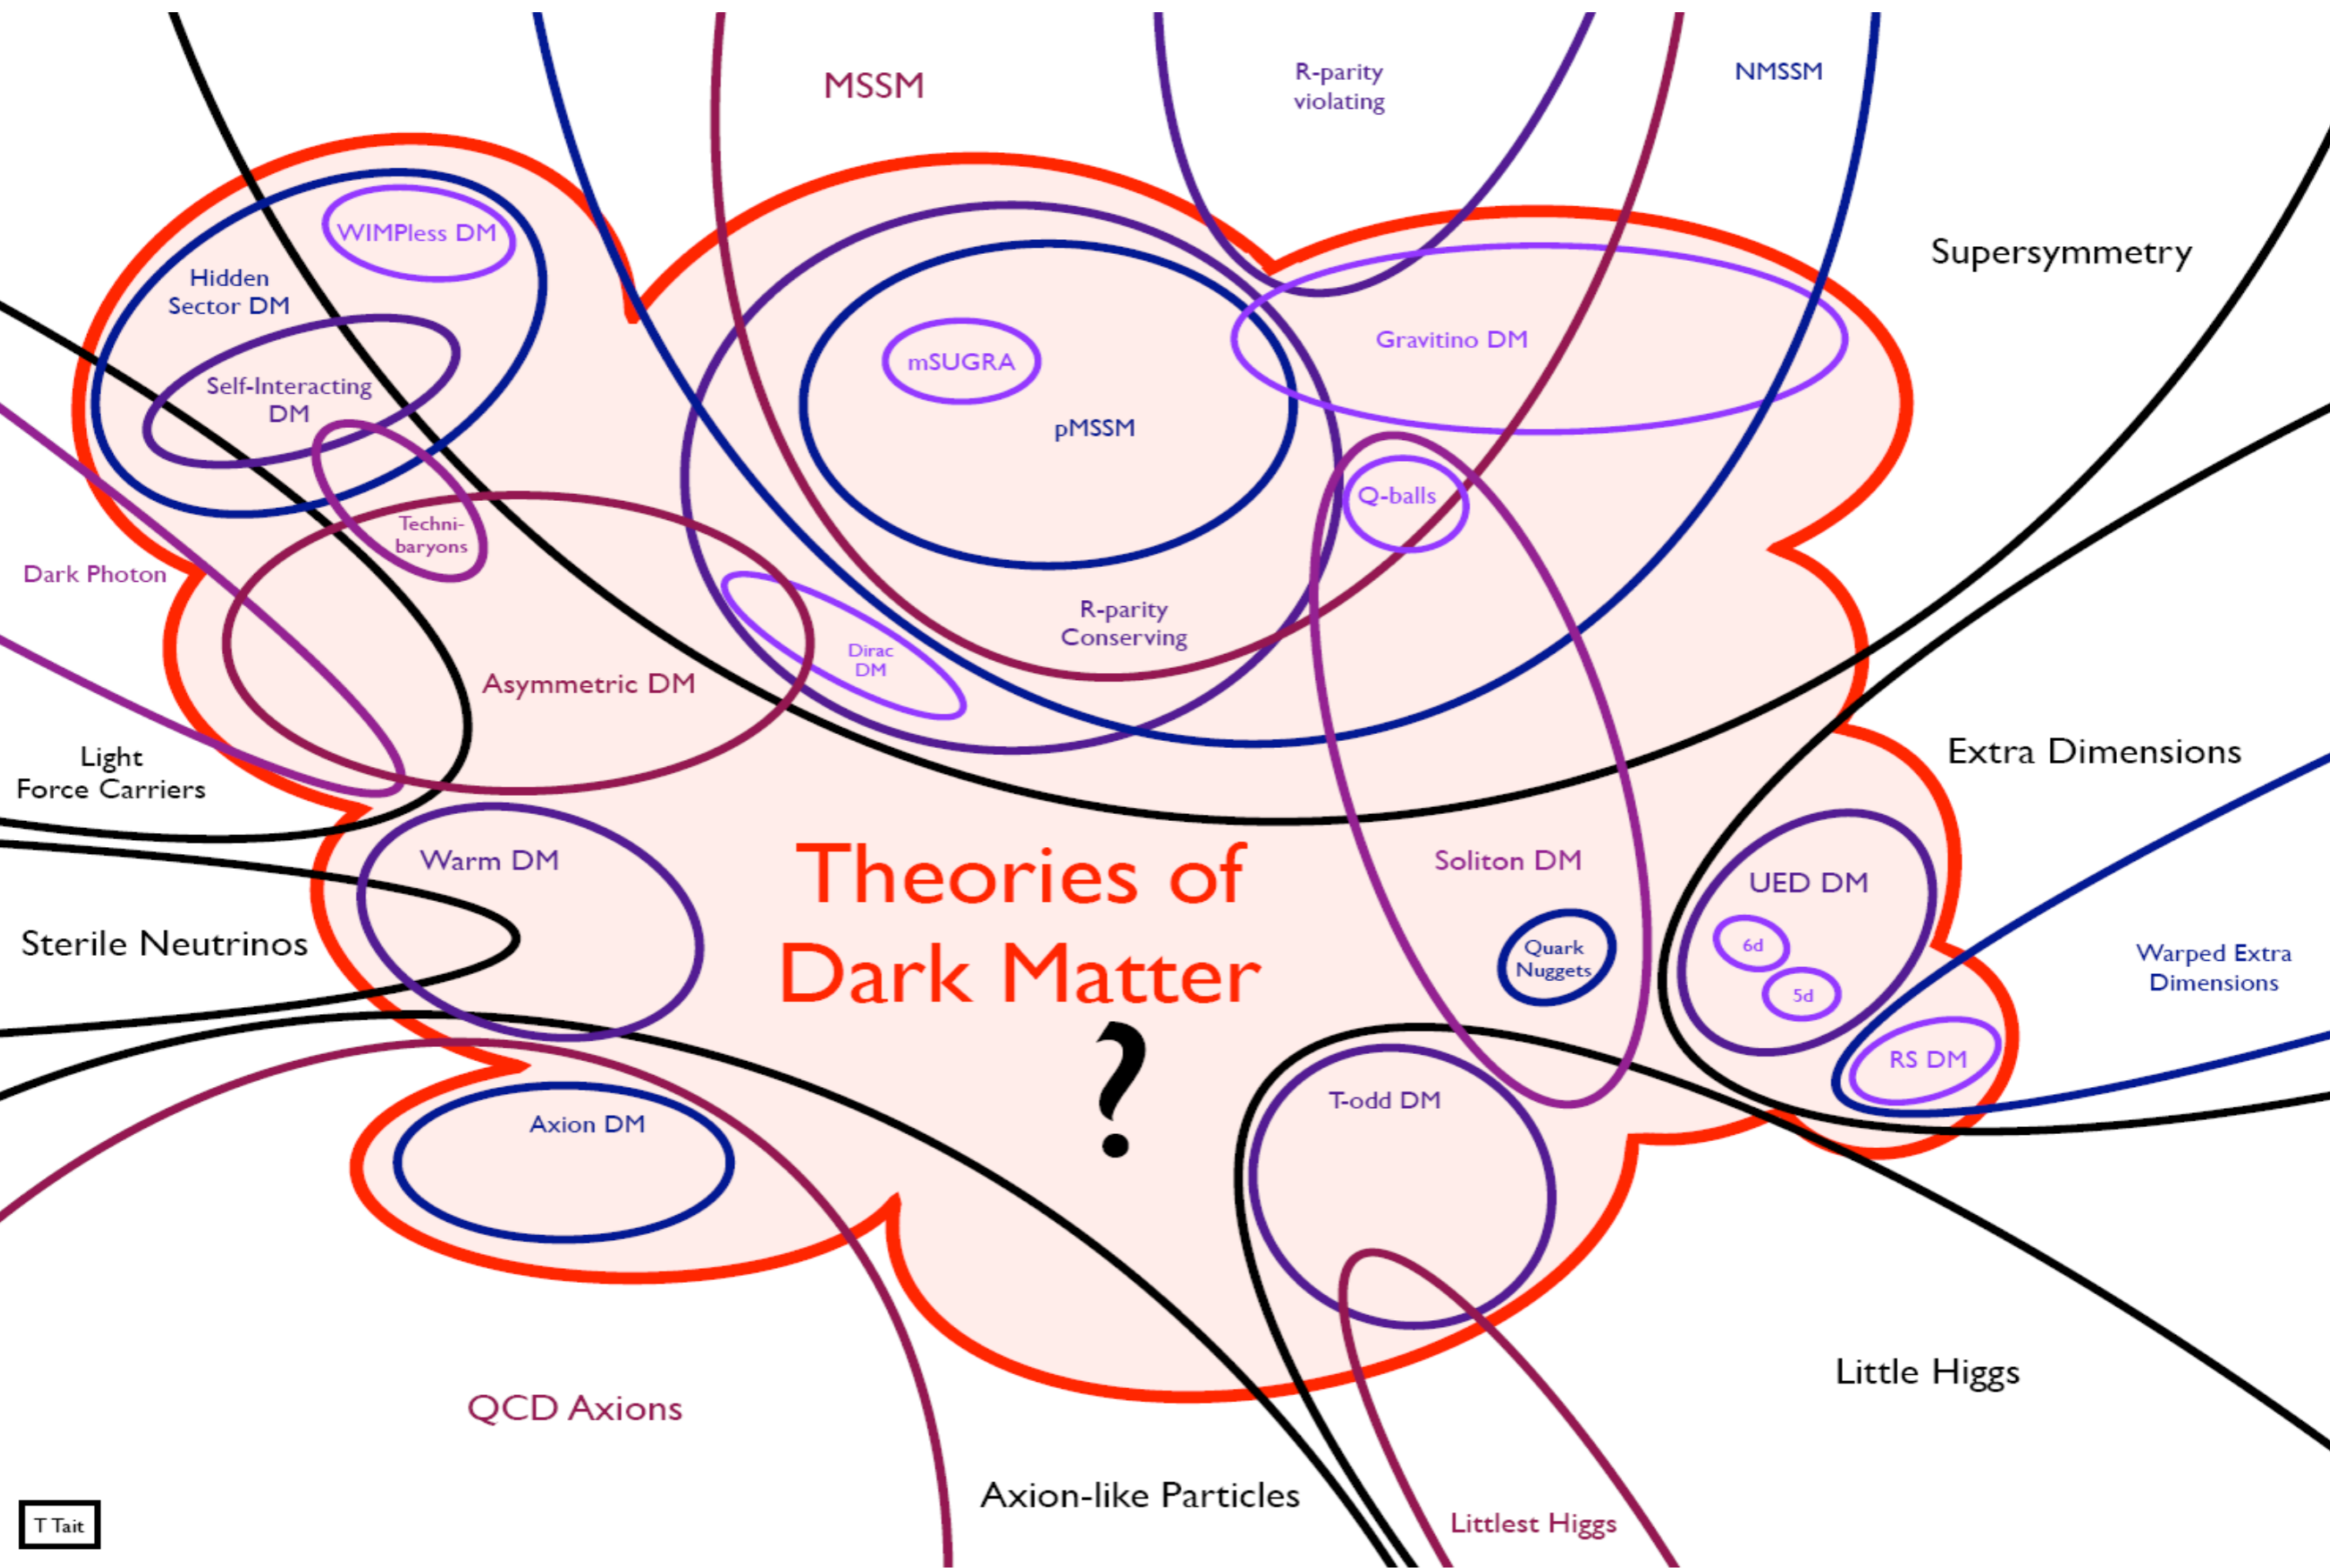 MSSM
R-parity
violating
NMSSM
WIMPless DM
Supersymmetry
Hidden
Sector DM
Gravitino DM
mSUGRA
Self-Interacting
DM
pMSSM
Q-balls
Techni-
baryons
Dark Photon
R-parity
Conserving
Dirac
DM
Asymmetric DM
Light
Force Carriers
Extra Dimensions
Warm DM
Theories of
Dark Matter
?
Soliton DM
UED DM
Sterile Neutrinos
Quark
Nuggets
6d
5d
Warped Extra
Dimensions
RS DM
Axion DM
T-odd DM
Little Higgs
QCD Axions
Axion-like Particles
Littlest Higgs
T Tait